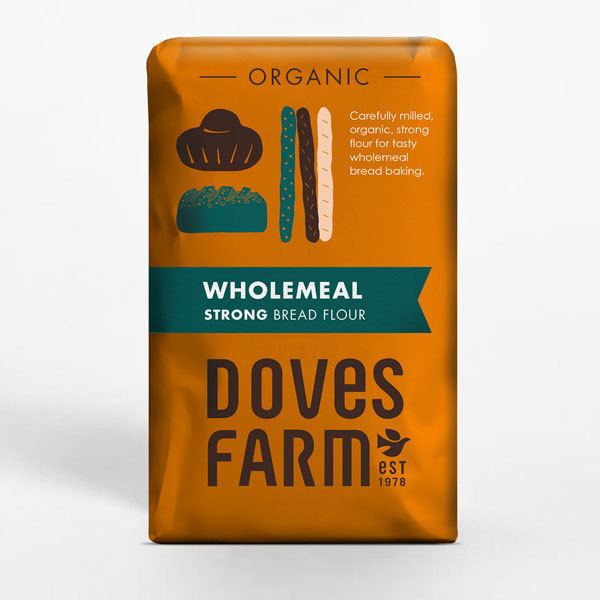 ORGANIC
Carefully milled,
organic, strong
flour for tasty
wholemeal
bread baking.
WHOLEMEAL
STRONG BREAD FLOUR
DOVES
FARM
EST
1978